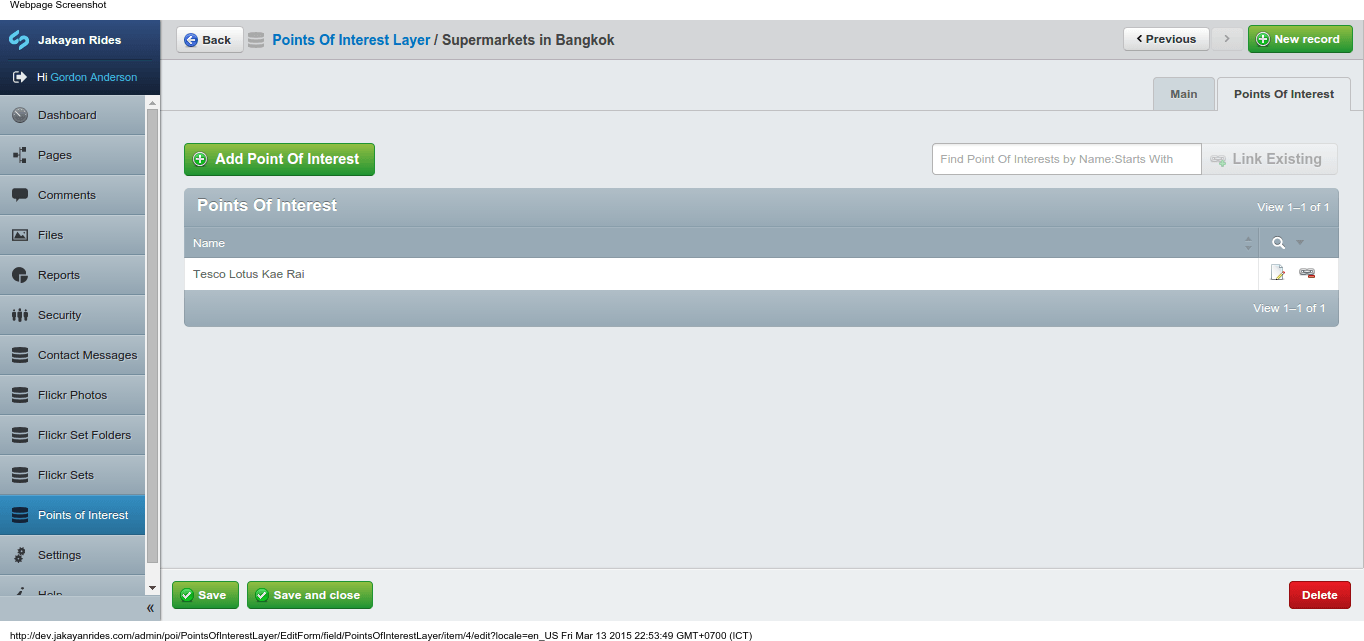 Webpage Screenshot
Jakayan Rides
Back
Points Of Interest Layer / Supermarkets in Bangkok
Previous
New record
Hi Gordon Anderson
Main
Points Of Interest
Dashboard
Pages
Comments
Files
Reports
Security
Contact Messages
Flickr Photos
Flickr Set Folders
Flickr Sets
Points of Interest
Settings
Help
«
Add Point Of Interest
Find Point Of Interests by Name:Starts With
Link Existing
Points Of Interest
View 1–1 of 1
Name
Tesco Lotus Kae Rai
View 1–1 of 1
Save
Save and close
Delete
http://dev.jakayanrides.com/admin/poi/PointsOfInterestLayer/EditForm/field/PointsOfInterestLayer/item/4/edit?locale=en_US Fri Mar 13 2015 22:53:49 GMT+0700 (ICT)